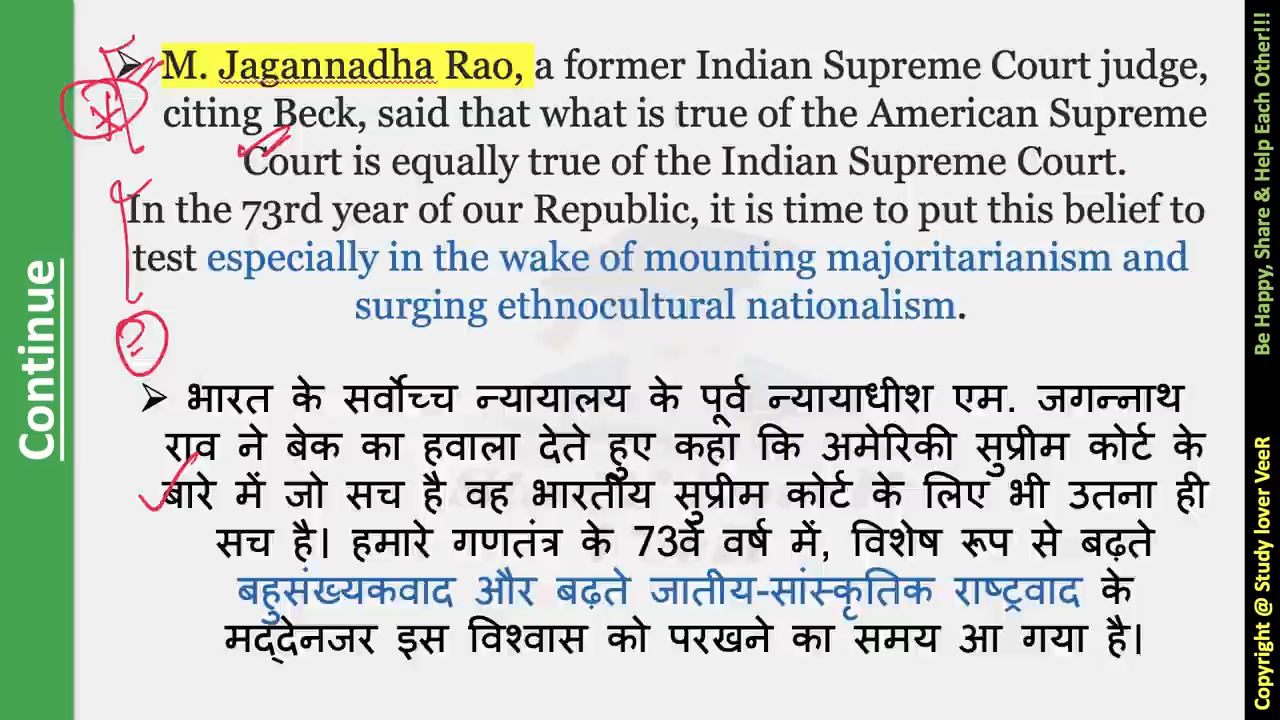 Continue
➢ M. Jagannadha Rao, a former Indian Supreme Court judge,
citing Beck, said that what is true of the American Supreme
Court is equally true of the Indian Supreme Court.
In the 73rd year of our Republic, it is time to put this belief to
test especially in the wake of mounting majoritarianism and
surging ethnocultural nationalism.
➢ भारत के सर्वोच्च न्यायालय के पूर्व न्यायाधीश एम. जगन्नाथ
राव ने बेक का हवाला देते हुए कहा कि अमेरिकी सुप्रीम कोर्ट के
बारे में जो सच है वह भारतीय सुप्रीम कोर्ट के लिए भी उतना ही
सच है। हमारे गणतंत्र के 73वें वर्ष में, विशेष रूप से बढ़ते
बहुसंख्यकवाद और बढ़ते जातीय-सांस्कृतिक राष्ट्रवाद के
मद्देनजर इस विश्वास को परखने का समय आ गया है।
Be Happy, Share & Help Each Other!!!
Copyright @ Study lover VeeR